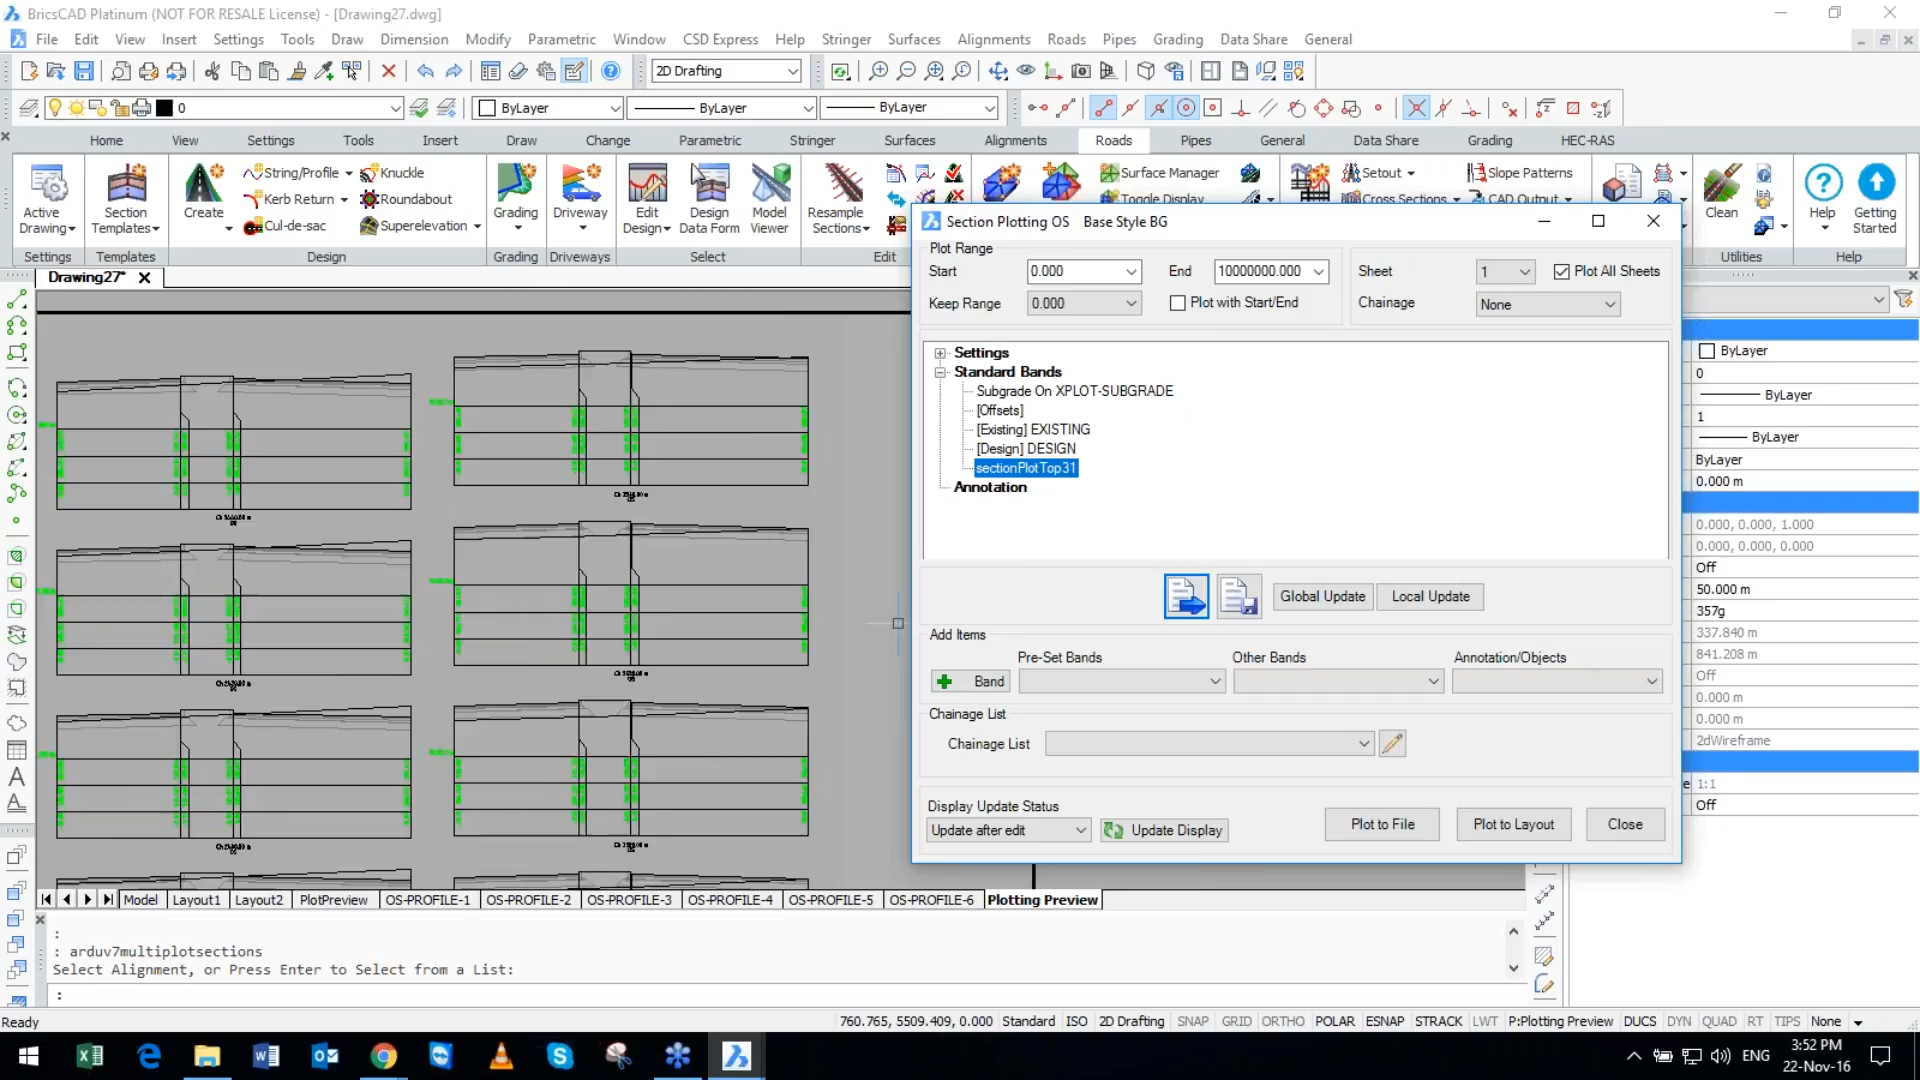 BricsCAD Platinum (NOT FOR RESALE License) - [Drawing27.dwg]
File Edit View Insert Settings Tools Draw Dimension Modify Parametric Window CSD Express Help Stringer Surfaces Alignments Roads Pipes Grading Data Share General
2D Drafting
0 ByLayer ByLayer ByLayer
Home View Settings Tools Insert Draw Change Parametric Stringer Surfaces Alignments Roads Pipes General Data Share Grading HEC-RAS
Active Drawing
Section Templates
Create
String/Profile
Kerb Return
Cul-de-sac
Knuckle
Roundabout
Superelevation
Grading
Driveway
Edit Design
Design Data Form
Model Viewer
Resample Sections
Surface Manager
Toggle Display
Setout
Cross Sections
Slope Patterns
CAD Output
Clean
Help
Getting Started
Settings Templates Design Grading Driveways Select Edit Utilities Help
Drawing27*
Section Plotting OS Base Style BG
Plot Range
Start 0.000 End 10000000.000 Sheet 1 Plot All Sheets
Keep Range 0.000 Plot with Start/End Chainage None
Settings
Standard Bands
Subgrade On XPLOT-SUBGRADE
[Offsets]
[Existing] EXISTING
[Design] DESIGN
sectionPlotTop31
Annotation
Global Update Local Update
Add Items
Pre-Set Bands Other Bands Annotation/Objects
Band
Chainage List
Chainage List
Display Update Status
Update after edit Update Display Plot to File Plot to Layout Close
ByLayer
0
ByLayer
1
ByLayer
ByLayer
0.000 m
0.000, 0.000, 1.000
0.000, 0.000, 0.000
Off
50.000 m
357g
337.840 m
841.208 m
Off
0.000 m
0.000 m
2dWireframe
e 1:1
Off
Model Layout1 Layout2 PlotPreview OS-PROFILE-1 OS-PROFILE-2 OS-PROFILE-3 OS-PROFILE-4 OS-PROFILE-5 OS-PROFILE-6 Plotting Preview
:
: arduv7multiplotsections
Select Alignment, or Press Enter to Select from a List:
:
Ready 760.765, 5509.409, 0.000 Standard ISO 2D Drafting SNAP GRID ORTHO POLAR ESNAP STRACK LWT P:Plotting Preview DUCS DYN QUAD RT TIPS None
ENG 3:52 PM
22-Nov-16